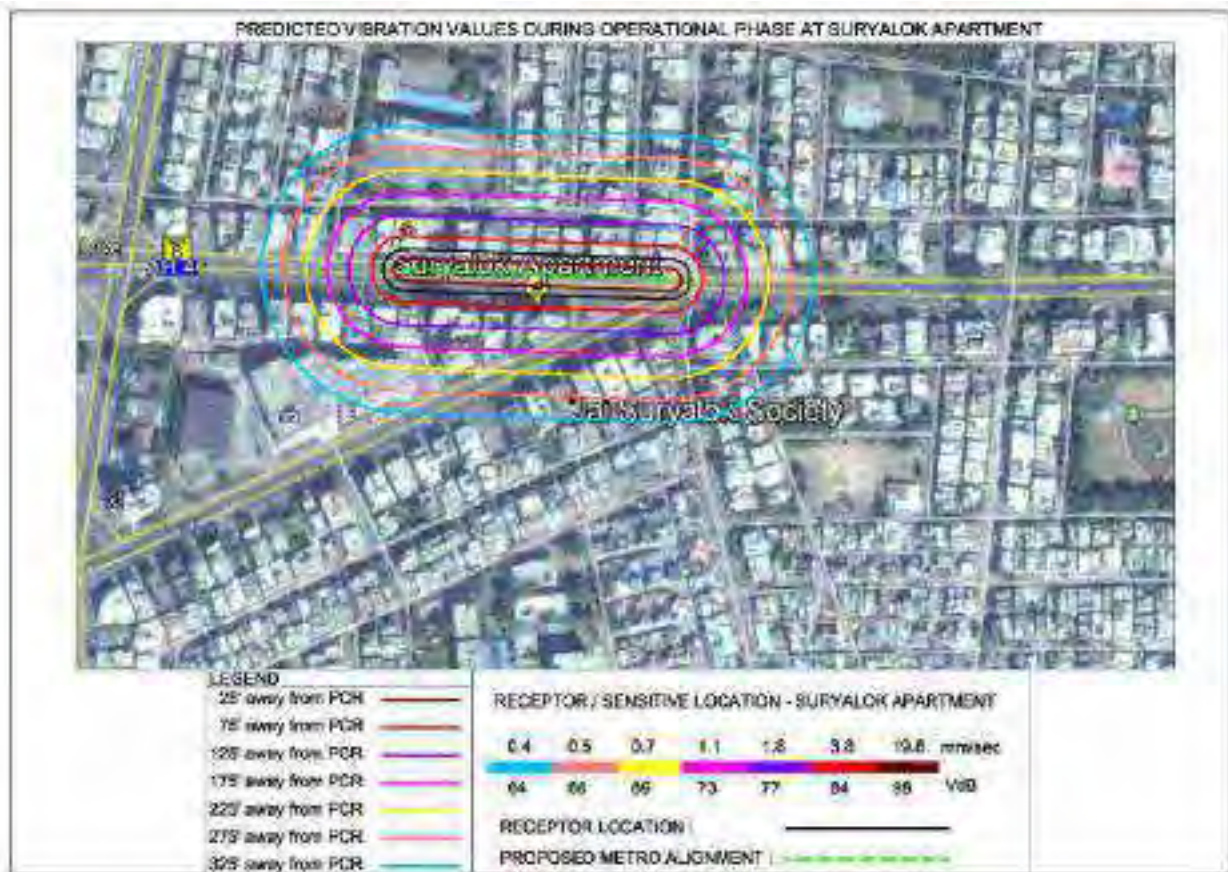 PREDICTED VIBRATION VALUES DURING OPERATIONAL PHASE AT SURYALOK APARTMENT
Suryalok Apartment
Jai Suryalok Society
LEGEND
25' away from PCR
75' away from PCR
125' away from PCR
175' away from PCR
225' away from PCR
275' away from PCR
325' away from PCR
RECEPTOR / SENSITIVE LOCATION - SURYALOK APARTMENT
0.4 0.5 0.7 1.1 1.8 3.8 19.8 mm/sec
64 66 69 73 77 84 98 VdB
RECEPTOR LOCATION :
PROPOSED METRO ALIGNMENT :